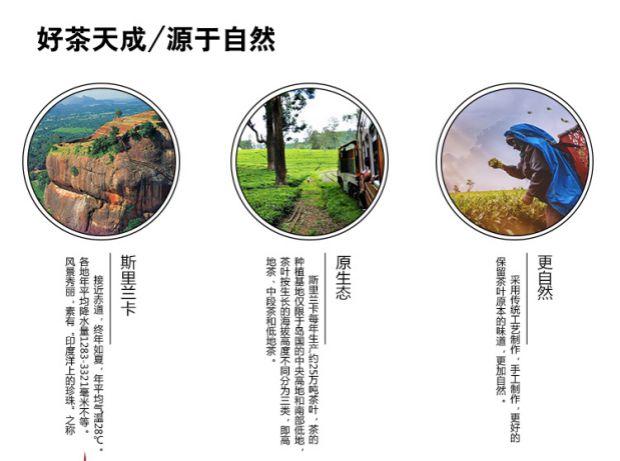 好茶天成/源于自然
斯里兰卡
接近赤道，终年如夏，年平均气温28℃。
各地年平均降水量1283-3321毫米不等。
风景秀丽，素有“印度洋上的珍珠”之称
原生态
斯里兰卡每年生产约25万吨茶叶，茶的
种植基地仅限于岛国的中央高地和南部低地，
茶叶按生长的海拔高度不同分为三类，即高
地茶、中段茶和低地茶。
更自然
采用传统工艺制作，手工制作，更好的
保留茶叶原本的味道，更加自然。